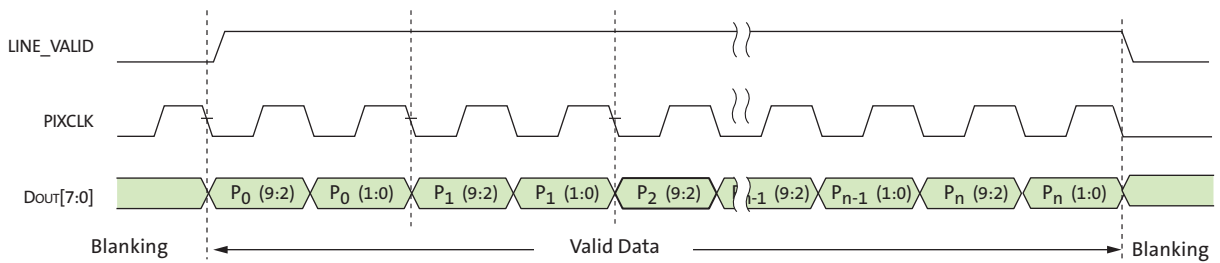 LINE_VALID
PIXCLK
DOUT[7:0] P0 (9:2) P0 (1:0) P1 (9:2) P1 (1:0) P2 (9:2) Pn-1 (9:2) Pn-1 (1:0) Pn (9:2) Pn (1:0)
Blanking Valid Data Blanking